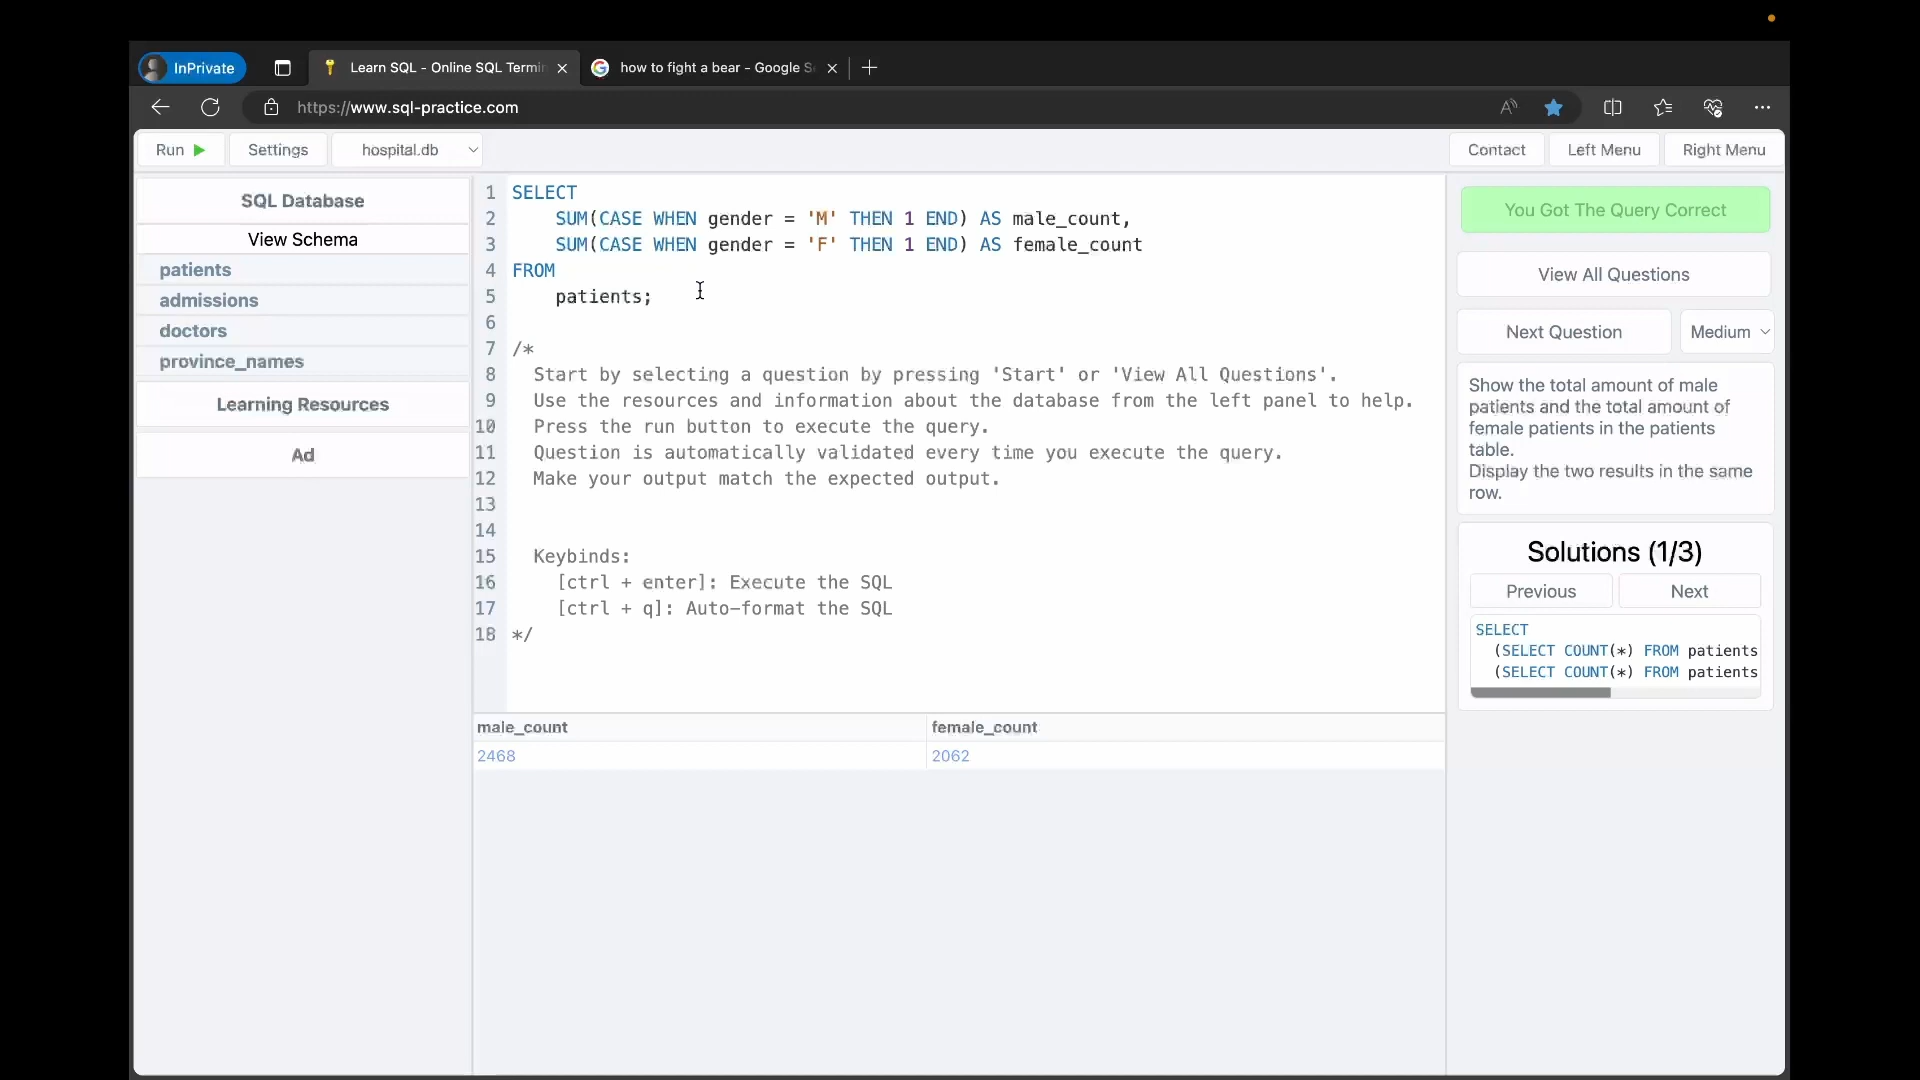 InPrivate
Learn SQL - Online SQL Termin
how to fight a bear - Google S
https://www.sql-practice.com
Run
Settings
hospital.db
Contact
Left Menu
Right Menu
SQL Database
View Schema
patients
admissions
doctors
province_names
Learning Resources
Ad
1 SELECT
2 SUM(CASE WHEN gender = 'M' THEN 1 END) AS male_count,
3 SUM(CASE WHEN gender = 'F' THEN 1 END) AS female_count
4 FROM
5 patients;
6
7 /*
8 Start by selecting a question by pressing 'Start' or 'View All Questions'.
9 Use the resources and information about the database from the left panel to help.
10 Press the run button to execute the query.
11 Question is automatically validated every time you execute the query.
12 Make your output match the expected output.
13
14
15 Keybinds:
16 [ctrl + enter]: Execute the SQL
17 [ctrl + q]: Auto-format the SQL
18 */
male_count female_count
2468 2062
You Got The Query Correct
View All Questions
Next Question
Medium
Show the total amount of male
patients and the total amount of
female patients in the patients
table.
Display the two results in the same
row.
Solutions (1/3)
Previous
Next
SELECT
(SELECT COUNT(*) FROM patients
(SELECT COUNT(*) FROM patients